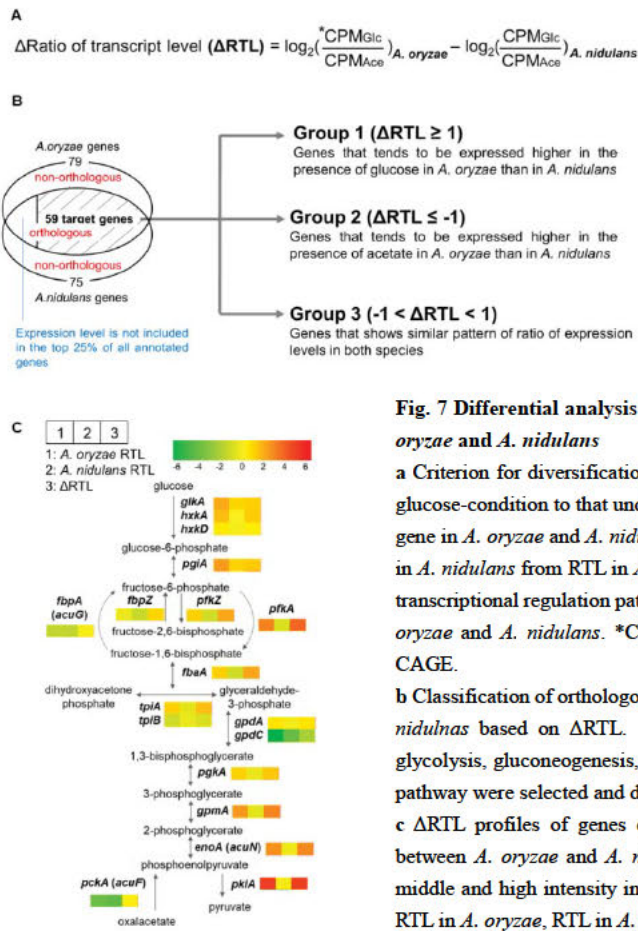 A
ΔRatio of transcript level (ΔRTL) = log2(*CPMGlc/CPMAce)A. oryzae − log2(CPMGlc/CPMAce)A. nidulans
B
A.oryzae genes
79
non-orthologous
59 target genes
orthologous
non-orthologous
75
A.nidulans genes
Expression level is not included
in the top 25% of all annotated
genes
Group 1 (ΔRTL ≥ 1)
Genes that tends to be expressed higher in the
presence of glucose in A. oryzae than in A. nidulans
Group 2 (ΔRTL ≤ -1)
Genes that tends to be expressed higher in the
presence of acetate in A. oryzae than in A. nidulans
Group 3 (-1 < ΔRTL < 1)
Genes that shows similar pattern of ratio of expression
levels in both species
C
1 2 3
1: A. oryzae RTL
2: A. nidulans RTL
3: ΔRTL
-6 -4 -2 0 2 4 6
glucose
glkA
hxkA
hxkD
glucose-6-phosphate
pgiA
fructose-6-phosphate
fbpA
(acuG)
fbpZ
pfkZ
pfkA
fructose-2,6-bisphosphate
fructose-1,6-bisphosphate
fbaA
dihydroxyacetone
phosphate
glyceraldehyde-
3-phosphate
tpiA
tpiB
gpdA
gpdC
1,3-bisphosphoglycerate
pgkA
3-phosphoglycerate
gpmA
2-phosphoglycerate
enoA (acuN)
phosphoenolpyruvate
pckA (acuF)
pkiA
oxalacetate
pyruvate
Fig. 7 Differential analysis
oryzae and A. nidulans
a Criterion for diversification
glucose-condition to that und
gene in A. oryzae and A. nidu
in A. nidulans from RTL in A
transcriptional regulation pat
oryzae and A. nidulans. *C
CAGE.
b Classification of orthologo
nidulnas based on ΔRTL.
glycolysis, gluconeogenesis,
pathway were selected and d
c ΔRTL profiles of genes
between A. oryzae and A. n
middle and high intensity in
RTL in A. oryzae, RTL in A.